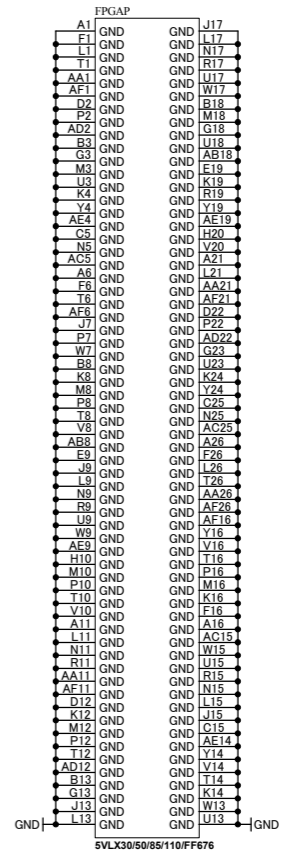 FPGAP
A1 GND GND J17
F1 GND GND L17
L1 GND GND N17
T1 GND GND R17
AA1 GND GND U17
AF1 GND GND W17
D2 GND GND B18
P2 GND GND M18
AD2 GND GND G18
B3 GND GND U18
G3 GND GND AB18
M3 GND GND E19
U3 GND GND K19
K4 GND GND R19
Y4 GND GND Y19
AE4 GND GND AE19
C5 GND GND H20
N5 GND GND V20
AC5 GND GND A21
A6 GND GND L21
F6 GND GND AA21
T6 GND GND AF21
AF6 GND GND D22
J7 GND GND P22
P7 GND GND AD22
W7 GND GND G23
B8 GND GND U23
K8 GND GND K24
M8 GND GND Y24
P8 GND GND C25
T8 GND GND N25
V8 GND GND AC25
AB8 GND GND A26
E9 GND GND F26
J9 GND GND L26
L9 GND GND T26
N9 GND GND AA26
R9 GND GND AF26
U9 GND GND AF16
W9 GND GND Y16
AE9 GND GND V16
H10 GND GND T16
M10 GND GND P16
P10 GND GND M16
T10 GND GND K16
V10 GND GND F16
A11 GND GND A16
L11 GND GND AC15
N11 GND GND W15
R11 GND GND U15
AA11 GND GND R15
AF11 GND GND N15
D12 GND GND L15
K12 GND GND J15
M12 GND GND C15
P12 GND GND AE14
T12 GND GND Y14
AD12 GND GND V14
B13 GND GND T14
G13 GND GND K14
J13 GND GND W13
GND L13 GND GND U13 GND
5VLX30/50/85/110/FF676